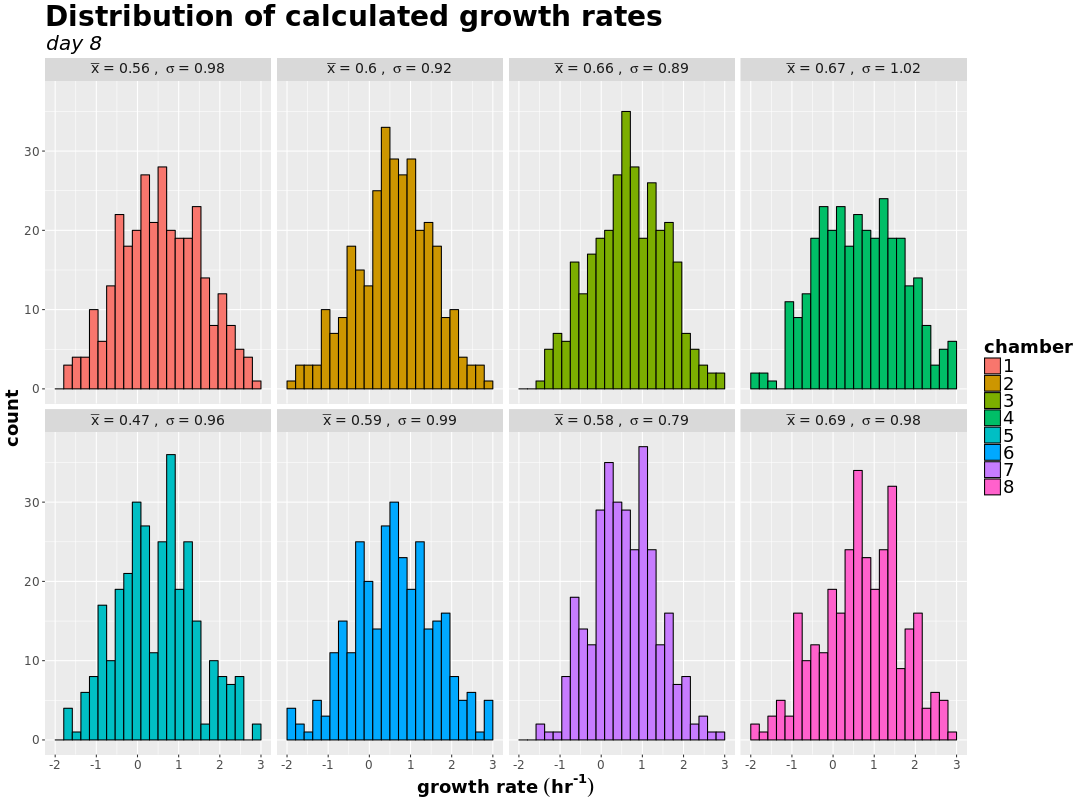 Distribution of calculated growth rates
day 8
x̅ = 0.56 , σ = 0.98
x̅ = 0.6 , σ = 0.92
x̅ = 0.66 , σ = 0.89
x̅ = 0.67 , σ = 1.02
30
20
10
0
x̅ = 0.47 , σ = 0.96
x̅ = 0.59 , σ = 0.99
x̅ = 0.58 , σ = 0.79
x̅ = 0.69 , σ = 0.98
30
20
10
0
-2 -1 0 1 2 3
-2 -1 0 1 2 3
-2 -1 0 1 2 3
-2 -1 0 1 2 3
count
growth rate (hr⁻¹)
chamber
1
2
3
4
5
6
7
8